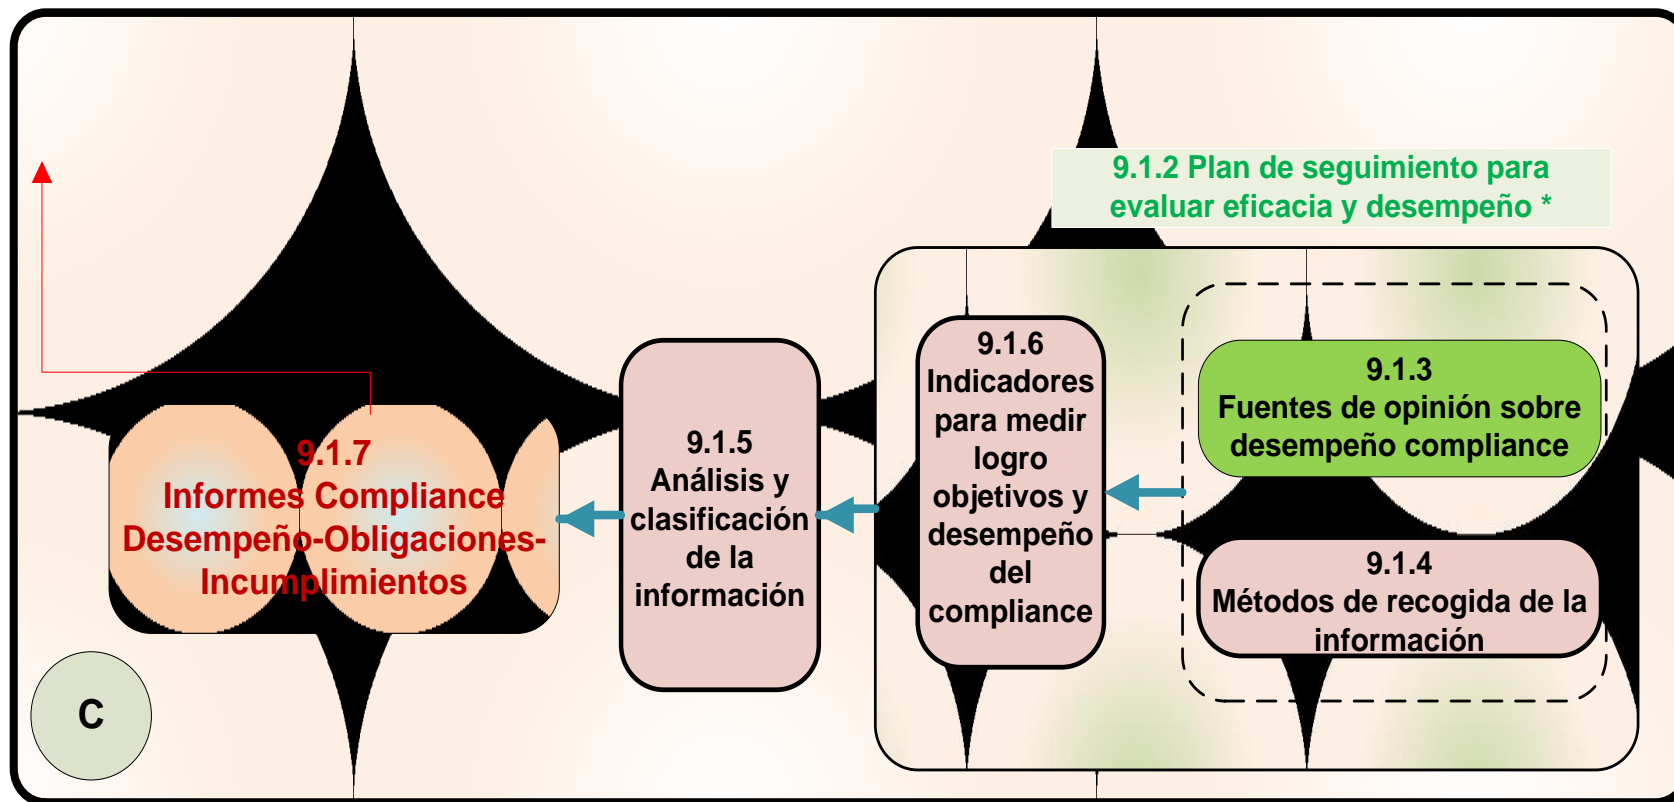 9.1.2 Plan de seguimiento para
evaluar eficacia y desempeño *
9.1.3
Fuentes de opinión sobre
desempeño compliance
9.1.4
Métodos de recogida de la
información
9.1.6
Indicadores
para medir
logro
objetivos y
desempeño
del
compliance
9.1.5
Análisis y
clasificación
de la
información
9.1.7
Informes Compliance
Desempeño-Obligaciones-
Incumplimientos
C